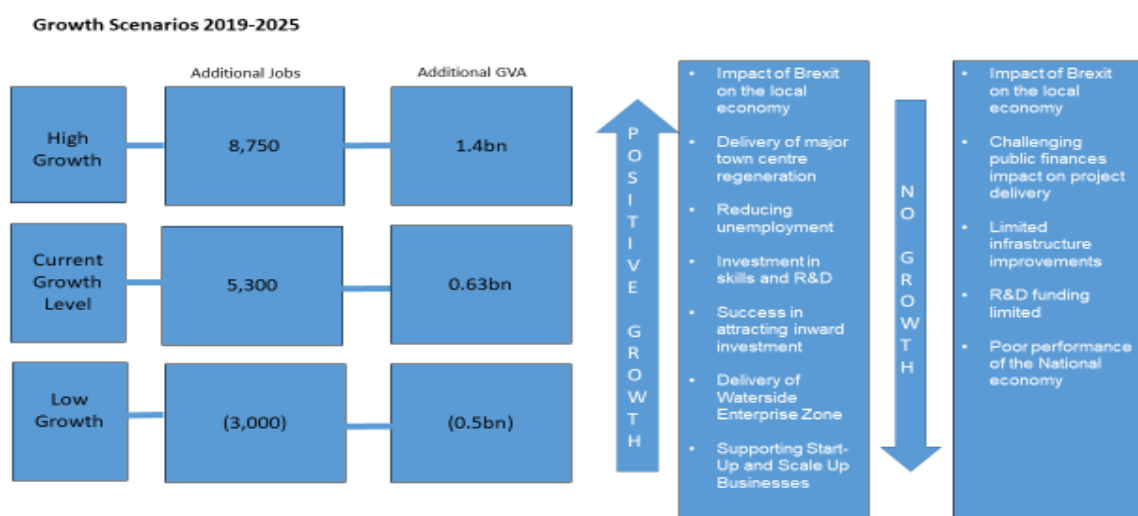 Growth Scenarios 2019-2025
Additional Jobs
Additional GVA
High
Growth
8,750
1.4bn
Current
Growth
Level
5,300
0.63bn
Low
Growth
(3,000)
(0.5bn)
POSITIVE GROWTH
• Impact of Brexit
on the local
economy
• Delivery of major
town centre
regeneration
• Reducing
unemployment
• Investment in
skills and R&D
• Success in
attracting inward
investment
• Delivery of
Waterside
Enterprise Zone
• Supporting Start-
Up and Scale Up
Businesses
NO GROWTH
• Impact of Brexit
on the local
economy
• Challenging
public finances
impact on project
delivery
• Limited
infrastructure
improvements
• R&D funding
limited
• Poor performance
of the National
economy